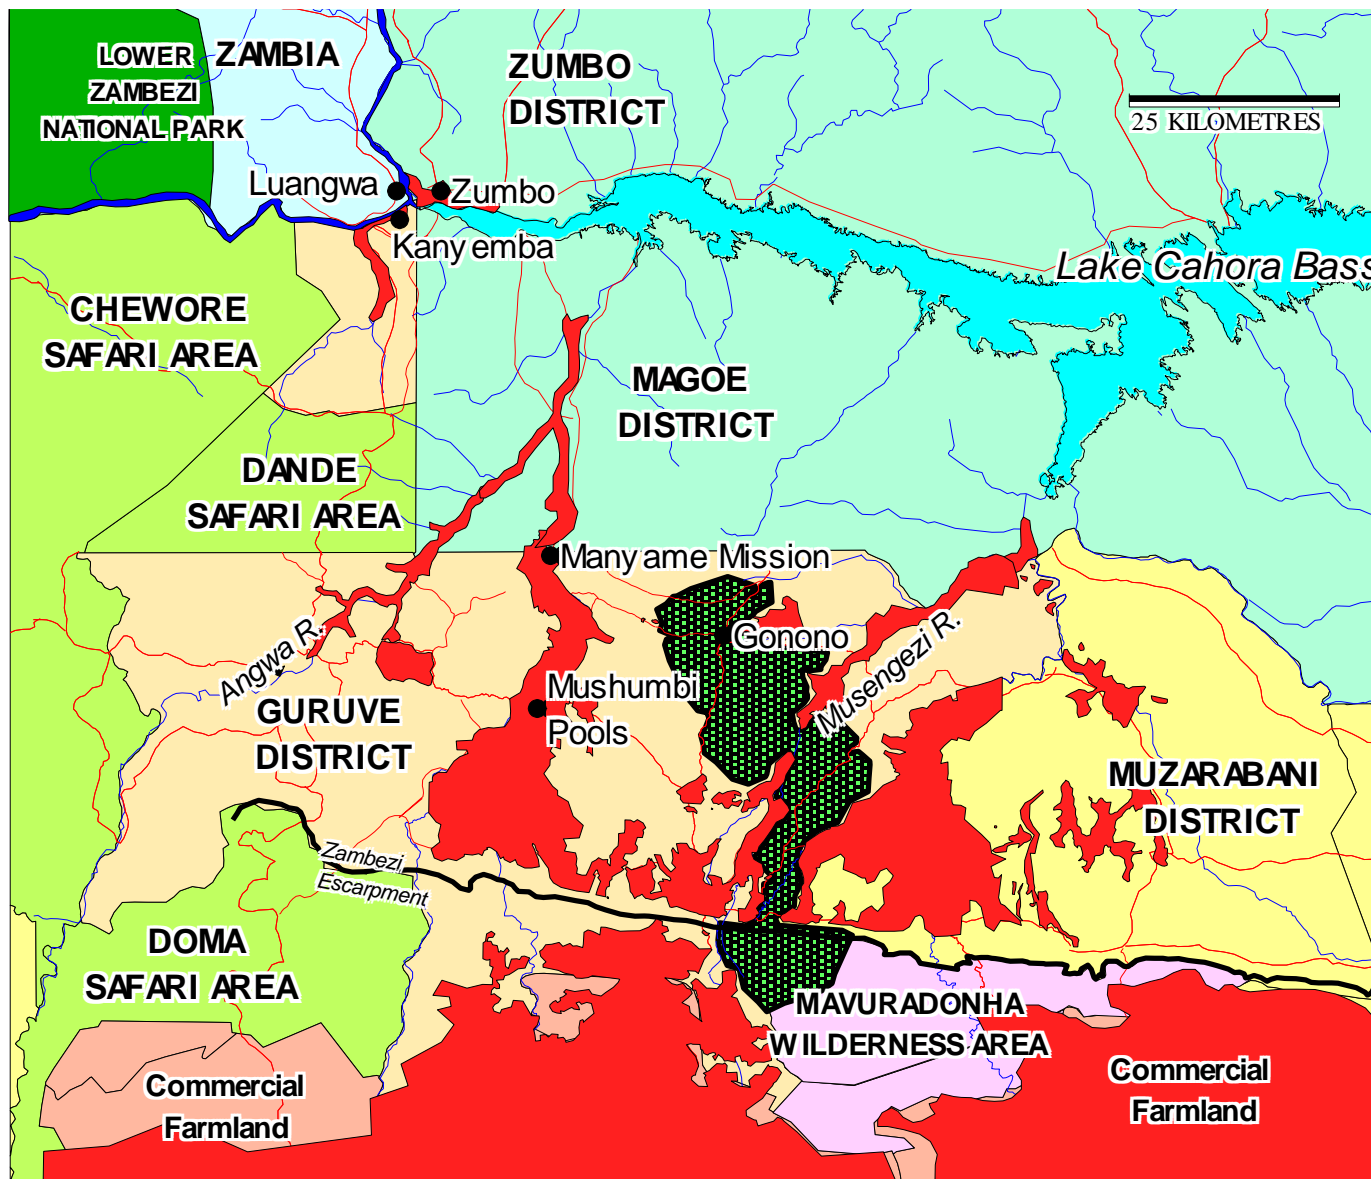 LOWER
ZAMBEZI
NATIONAL PARK
ZAMBIA
ZUMBO
DISTRICT
25 KILOMETRES
Luangwa
Zumbo
Kanyemba
Lake Cahora Bass
CHEWORE
SAFARI AREA
MAGOE
DISTRICT
DANDE
SAFARI AREA
Manyame Mission
Gonono
Angwa R.
Musengezi R.
Mushumbi
Pools
GURUVE
DISTRICT
MUZARABANI
DISTRICT
Zambezi
Escarpment
DOMA
SAFARI AREA
MAVURADONHA
WILDERNESS AREA
Commercial
Farmland
Commercial
Farmland